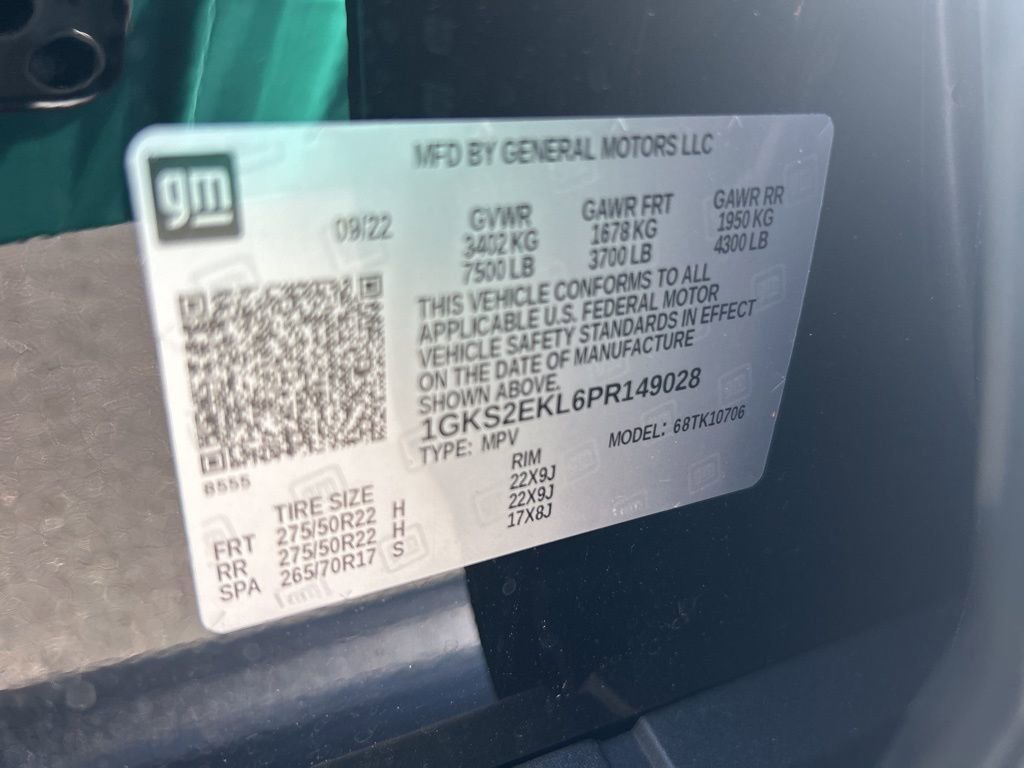 gm
MFD BY GENERAL MOTORS LLC
09/22
GVWR
3402 KG
7500 LB
GAWR FRT
1678 KG
3700 LB
GAWR RR
1950 KG
4300 LB
THIS VEHICLE CONFORMS TO ALL
APPLICABLE U.S. FEDERAL MOTOR
VEHICLE SAFETY STANDARDS IN EFFECT
ON THE DATE OF MANUFACTURE
SHOWN ABOVE.
1GKS2EKL6PR149028
TYPE: MPV
MODEL: 68TK10706
8555
TIRE SIZE RIM
FRT 275/50R22 H 22X9J
RR 275/50R22 H 22X9J
SPA 265/70R17 S 17X8J